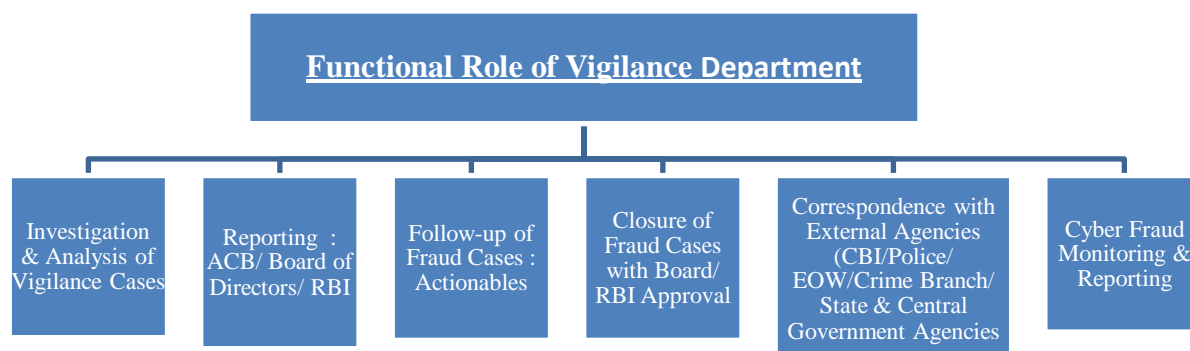 Functional Role of Vigilance Department
Investigation
& Analysis of
Vigilance Cases
Reporting :
ACB/ Board of
Directors/ RBI
Follow-up of
Fraud Cases :
Actionables
Closure of
Fraud Cases
with Board/
RBI Approval
Correspondence with
External Agencies
(CBI/Police/
EOW/Crime Branch/
State & Central
Government Agencies
Cyber Fraud
Monitoring &
Reporting